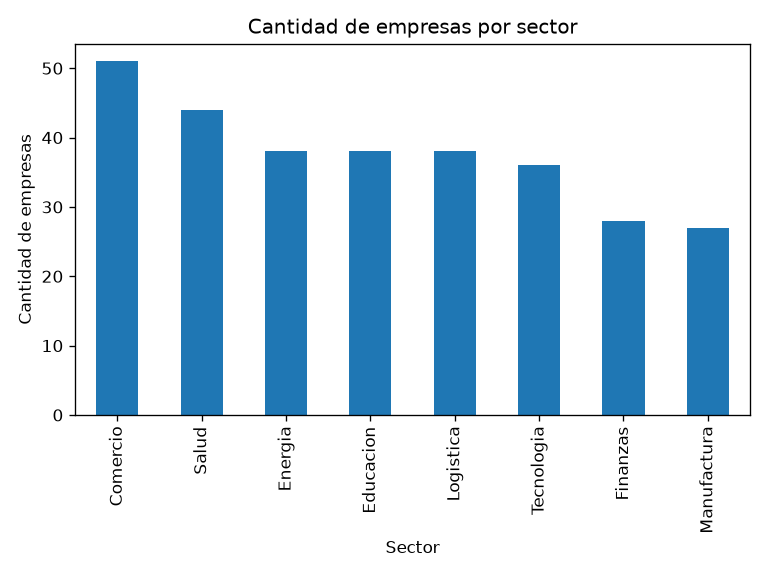 Cantidad de empresas por sector
Cantidad de empresas
50
40
30
20
10
0
Comercio
Salud
Energia
Educacion
Logistica
Tecnologia
Finanzas
Manufactura
Sector